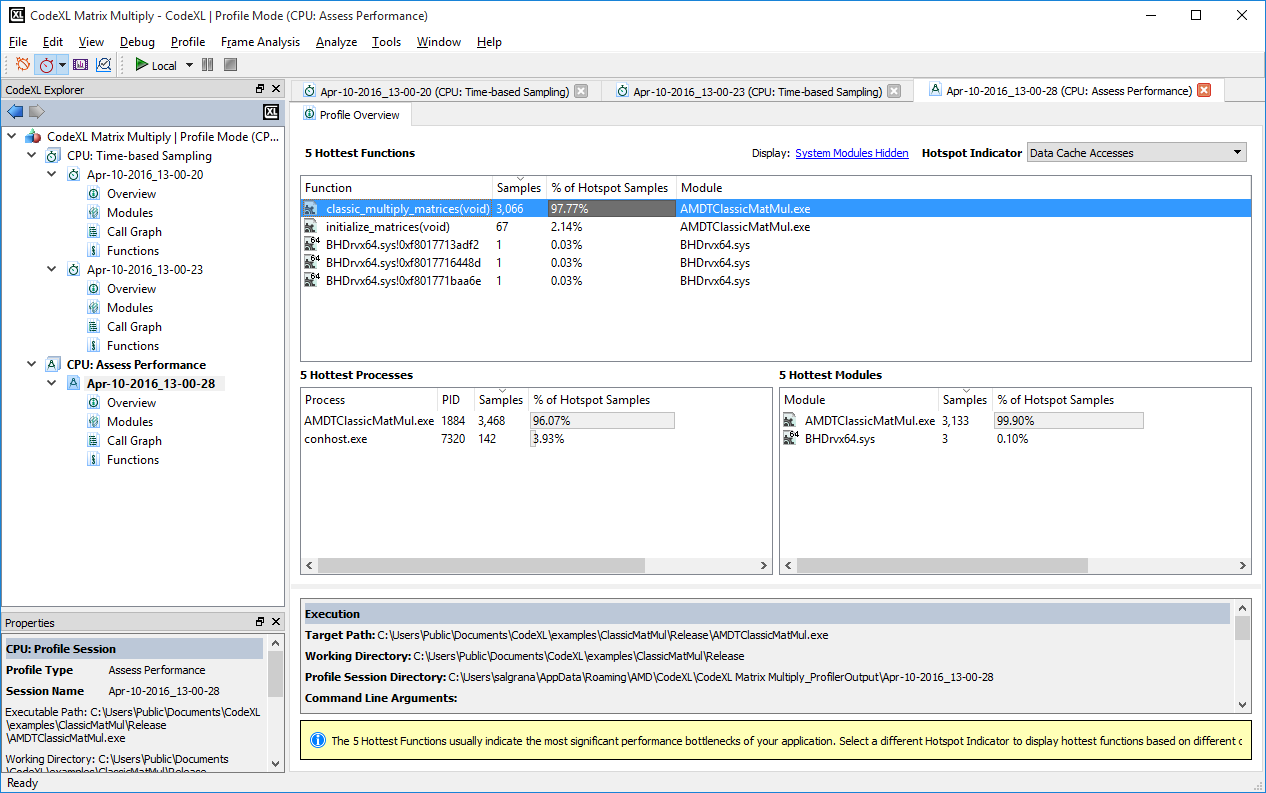 CodeXL Matrix Multiply - CodeXL | Profile Mode (CPU: Assess Performance)
File Edit View Debug Profile Frame Analysis Analyze Tools Window Help
Local
CodeXL Explorer
XL
CodeXL Matrix Multiply | Profile Mode (CP...
CPU: Time-based Sampling
Apr-10-2016_13-00-20
Overview
Modules
Call Graph
Functions
Apr-10-2016_13-00-23
Overview
Modules
Call Graph
Functions
CPU: Assess Performance
Apr-10-2016_13-00-28
Overview
Modules
Call Graph
Functions
Properties
CPU: Profile Session
Profile Type Assess Performance
Session Name Apr-10-2016_13-00-28
Executable Path: C:\Users\Public\Documents\CodeXL
\examples\ClassicMatMul\Release
\AMDTClassicMatMul.exe
Working Directory: C:\Users\Public\Documents
\CodeXL\examples\ClassicMatMul\Release
Apr-10-2016_13-00-20 (CPU: Time-based Sampling) Apr-10-2016_13-00-23 (CPU: Time-based Sampling) Apr-10-2016_13-00-28 (CPU: Assess Performance)
Profile Overview
5 Hottest Functions Display: System Modules Hidden Hotspot Indicator Data Cache Accesses
Function Samples % of Hotspot Samples Module
classic_multiply_matrices(void) 3,066 97.77% AMDTClassicMatMul.exe
initialize_matrices(void) 67 2.14% AMDTClassicMatMul.exe
64 BHDrvx64.sys!0xf8017713adf2 1 0.03% BHDrvx64.sys
64 BHDrvx64.sys!0xf8017716448d 1 0.03% BHDrvx64.sys
64 BHDrvx64.sys!0xf801771baa6e 1 0.03% BHDrvx64.sys
5 Hottest Processes
Process PID Samples % of Hotspot Samples
AMDTClassicMatMul.exe 1884 3,468 96.07%
conhost.exe 7320 142 3.93%
5 Hottest Modules
Module Samples % of Hotspot Samples
AMDTClassicMatMul.exe 3,133 99.90%
64 BHDrvx64.sys 3 0.10%
Execution
Target Path: C:\Users\Public\Documents\CodeXL\examples\ClassicMatMul\Release\AMDTClassicMatMul.exe
Working Directory: C:\Users\Public\Documents\CodeXL\examples\ClassicMatMul\Release
Profile Session Directory: C:\Users\salgrana\AppData\Roaming\AMD\CodeXL\CodeXL Matrix Multiply_ProfilerOutput\Apr-10-2016_13-00-28
Command Line Arguments:
The 5 Hottest Functions usually indicate the most significant performance bottlenecks of your application. Select a different Hotspot Indicator to display hottest functions based on different c
Ready